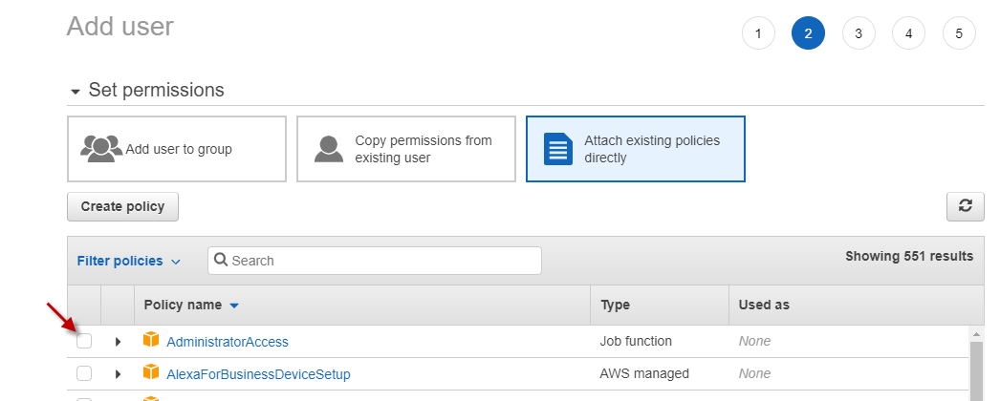 Add user
1 2 3 4 5
Set permissions
Add user to group
Copy permissions from
existing user
Attach existing policies
directly
Create policy
Filter policies
Search
Showing 551 results
Policy name Type Used as
AdministratorAccess Job function None
AlexaForBusinessDeviceSetup AWS managed None